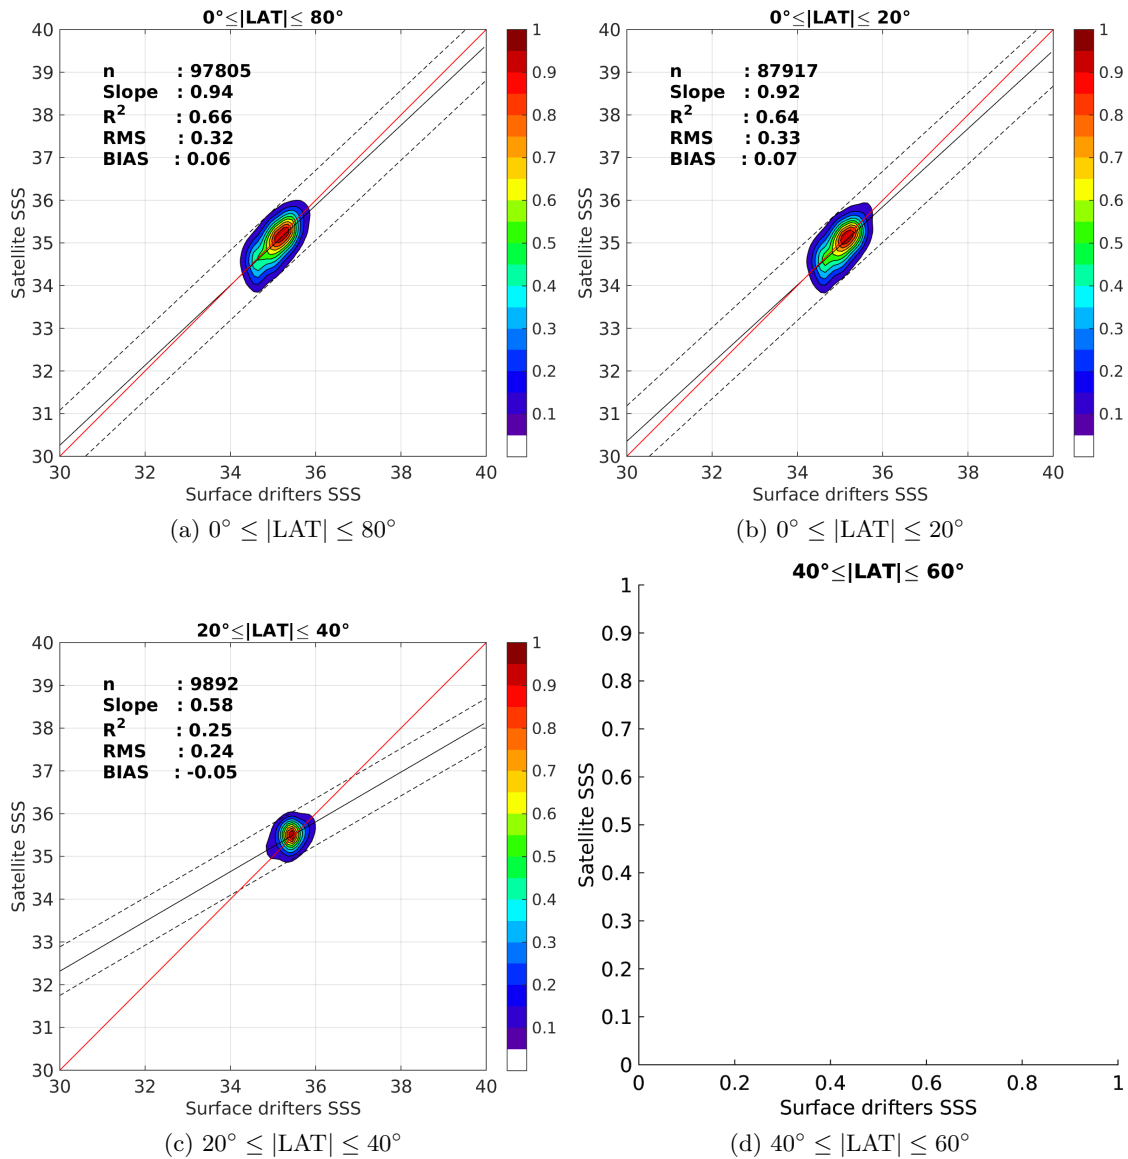 0°≤|LAT|≤ 80°
n : 97805
Slope : 0.94
R2 : 0.66
RMS : 0.32
BIAS : 0.06
40
39
38
37
36
35
34
33
32
31
30
30 32 34 36 38 40
Satellite SSS
Surface drifters SSS
1
0.9
0.8
0.7
0.6
0.5
0.4
0.3
0.2
0.1
(a) 0° ≤ |LAT| ≤ 80°
0°≤|LAT|≤ 20°
n : 87917
Slope : 0.92
R2 : 0.64
RMS : 0.33
BIAS : 0.07
40
39
38
37
36
35
34
33
32
31
30
30 32 34 36 38 40
Satellite SSS
Surface drifters SSS
1
0.9
0.8
0.7
0.6
0.5
0.4
0.3
0.2
0.1
(b) 0° ≤ |LAT| ≤ 20°
20°≤|LAT|≤ 40°
n : 9892
Slope : 0.58
R2 : 0.25
RMS : 0.24
BIAS : -0.05
40
39
38
37
36
35
34
33
32
31
30
30 32 34 36 38 40
Satellite SSS
Surface drifters SSS
1
0.9
0.8
0.7
0.6
0.5
0.4
0.3
0.2
0.1
(c) 20° ≤ |LAT| ≤ 40°
40°≤|LAT|≤ 60°
1
0.9
0.8
0.7
0.6
0.5
0.4
0.3
0.2
0.1
0
0 0.2 0.4 0.6 0.8 1
Satellite SSS
Surface drifters SSS
(d) 40° ≤ |LAT| ≤ 60°